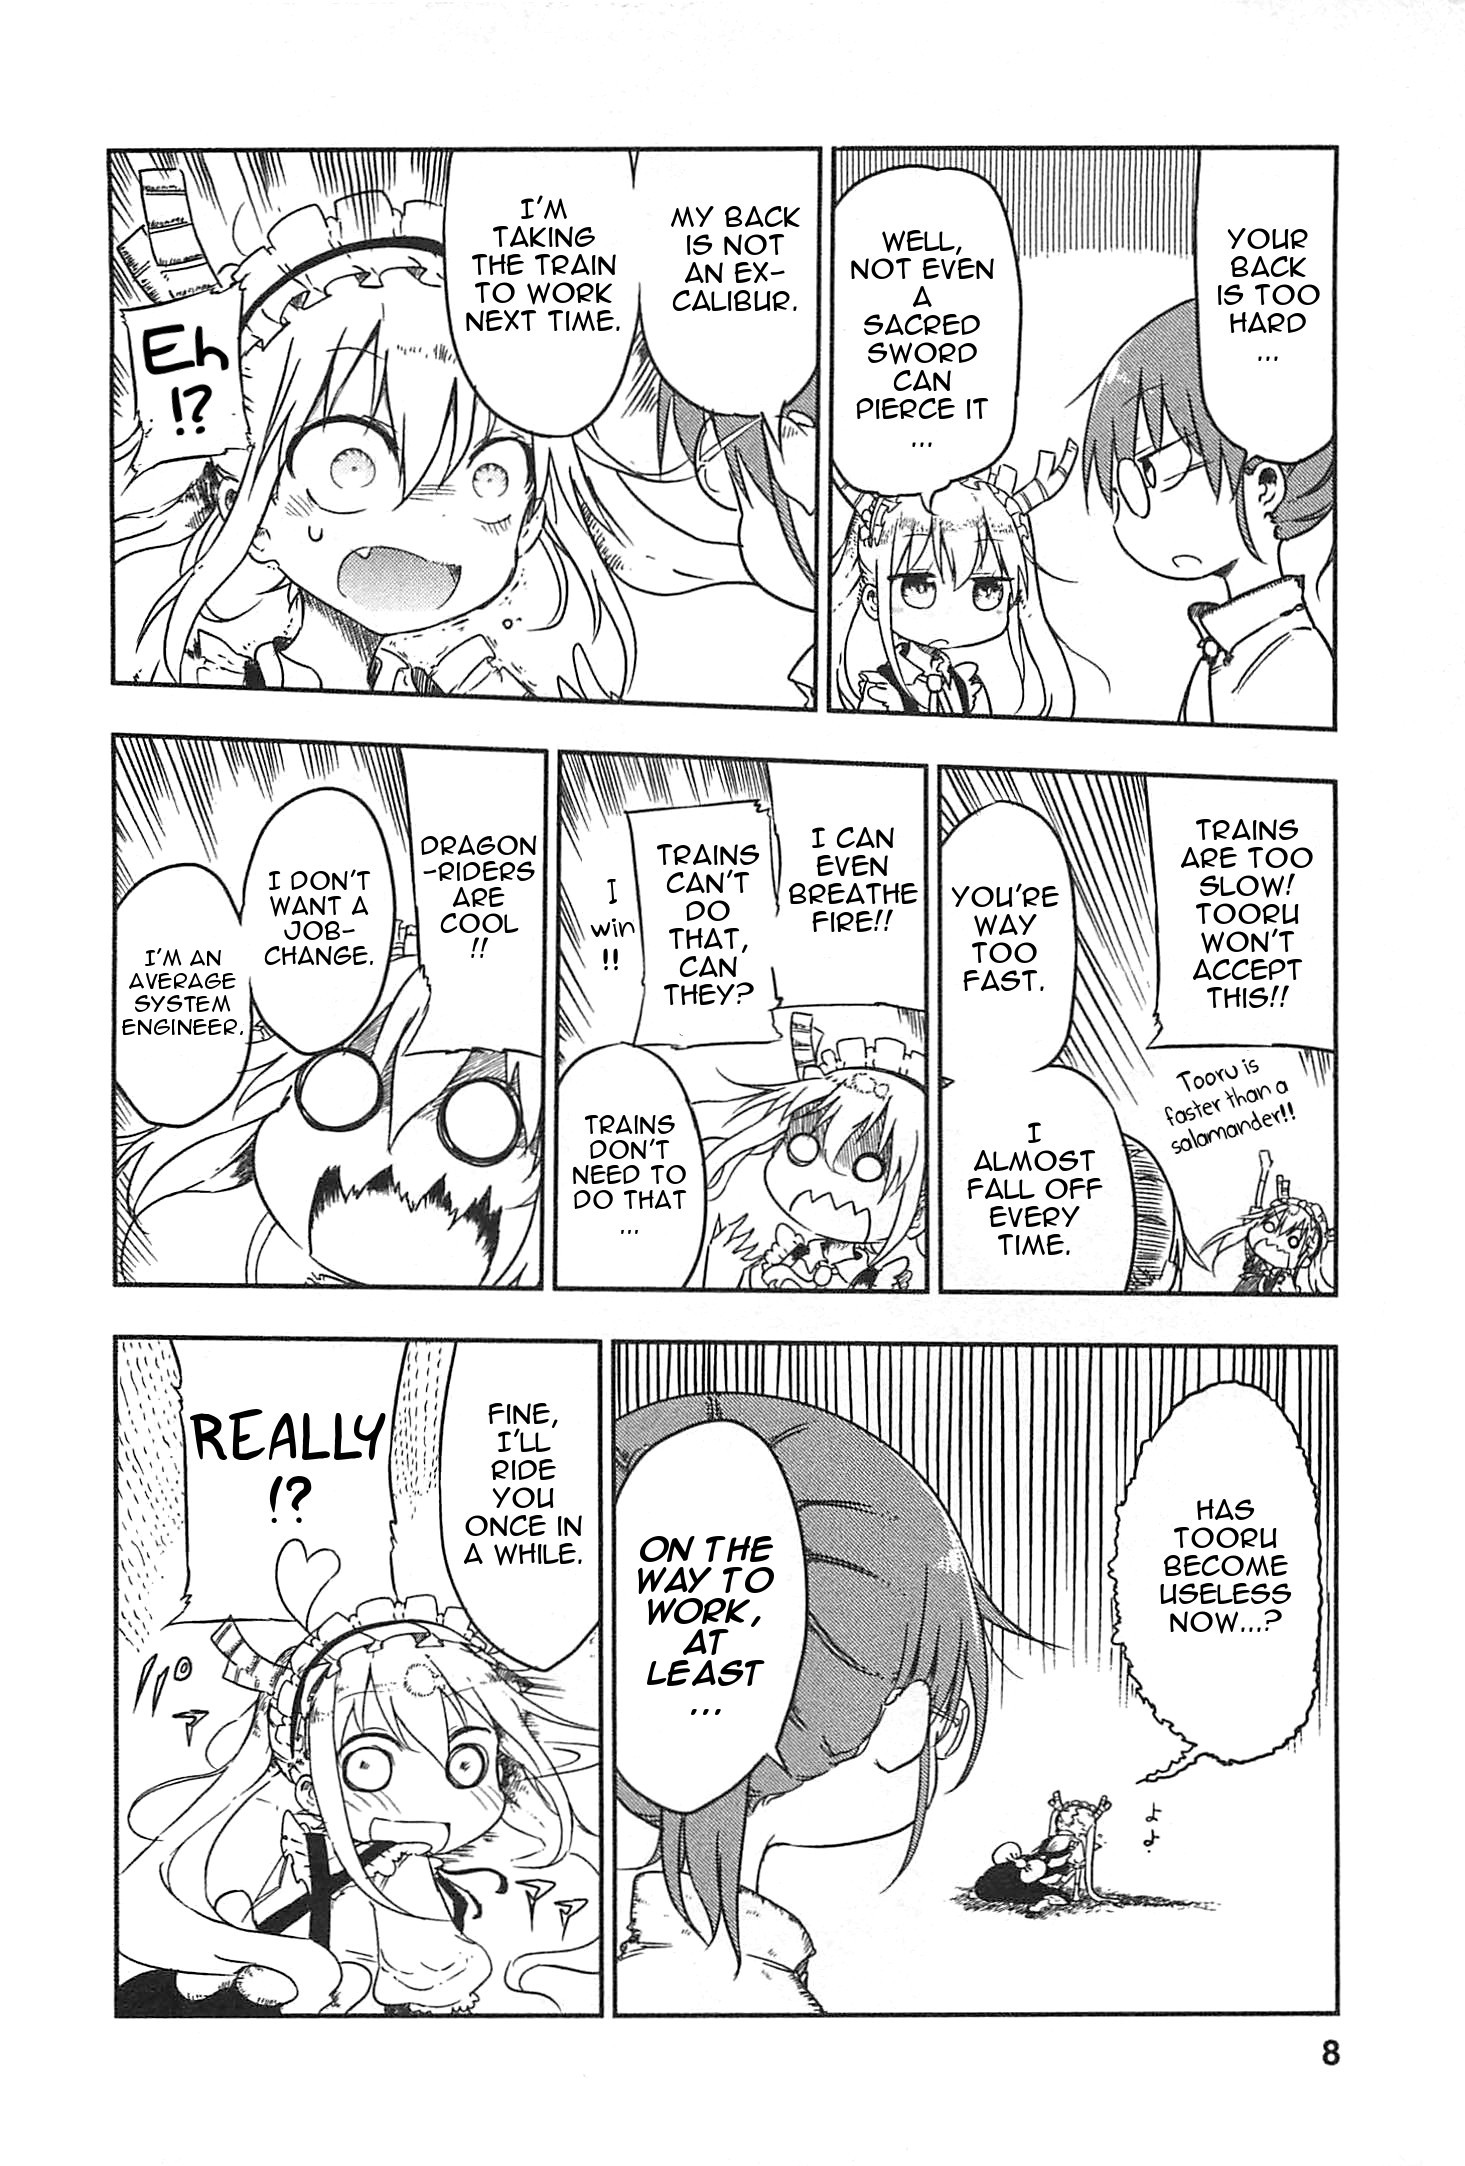 YOUR
BACK
IS TOO
HARD
...
WELL,
NOT EVEN
A
SACRED
SWORD
CAN
PIERCE IT
...
MY BACK
IS NOT
AN EX-
CALIBUR.
I'M
TAKING
THE TRAIN
TO WORK
NEXT TIME.
Eh
!?
TRAINS
ARE TOO
SLOW!
TOORU
WON'T
ACCEPT
THIS!!
Tooru is
faster than a
salamander!!
YOU'RE
WAY
TOO
FAST.
I
ALMOST
FALL OFF
EVERY
TIME.
I CAN
EVEN
BREATHE
FIRE!!
TRAINS
CAN'T
DO
THAT,
CAN
THEY?
I
win
!!
TRAINS
DON'T
NEED TO
DO THAT
...
DRAGON
-RIDERS
ARE
COOL
!!
I DON'T
WANT A
JOB-
CHANGE.
I'M AN
AVERAGE
SYSTEM
ENGINEER.
HAS
TOORU
BECOME
USELESS
NOW...?
よよ
ON THE
WAY TO
WORK,
AT
LEAST
...
FINE,
I'LL
RIDE
YOU
ONCE IN
A WHILE.
REALLY
!?
パァ
8